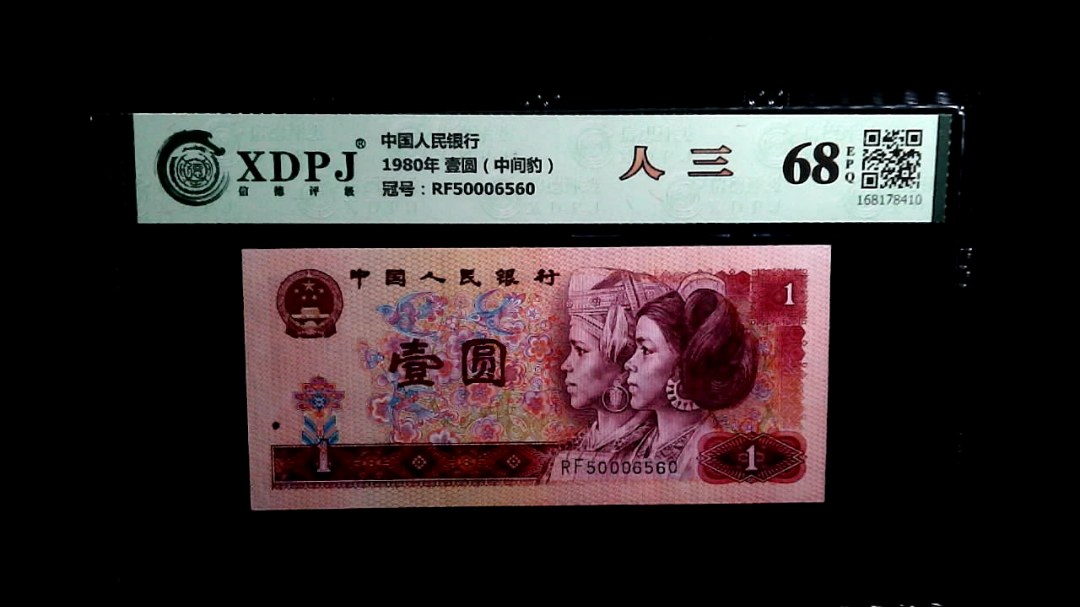 XDPJ®
信德评级
中国人民银行
1980年 壹圆（中间豹）
冠号：RF50006560
人三
68
EPQ
168178410
中国人民银行
1
壹圆
1
RF50006560
1